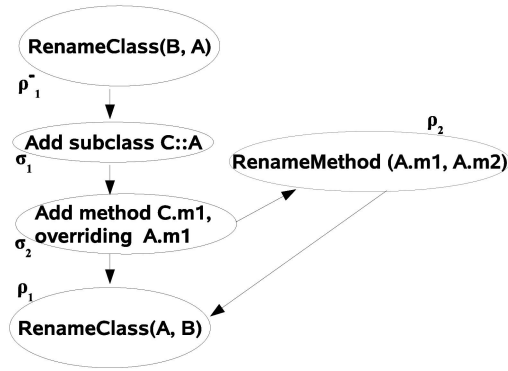 RenameClass(B, A)
ρ⁻₁
Add subclass C::A
σ₁
ρ₂
RenameMethod (A.m1, A.m2)
Add method C.m1,
overriding A.m1
σ₂
ρ₁
RenameClass(A, B)